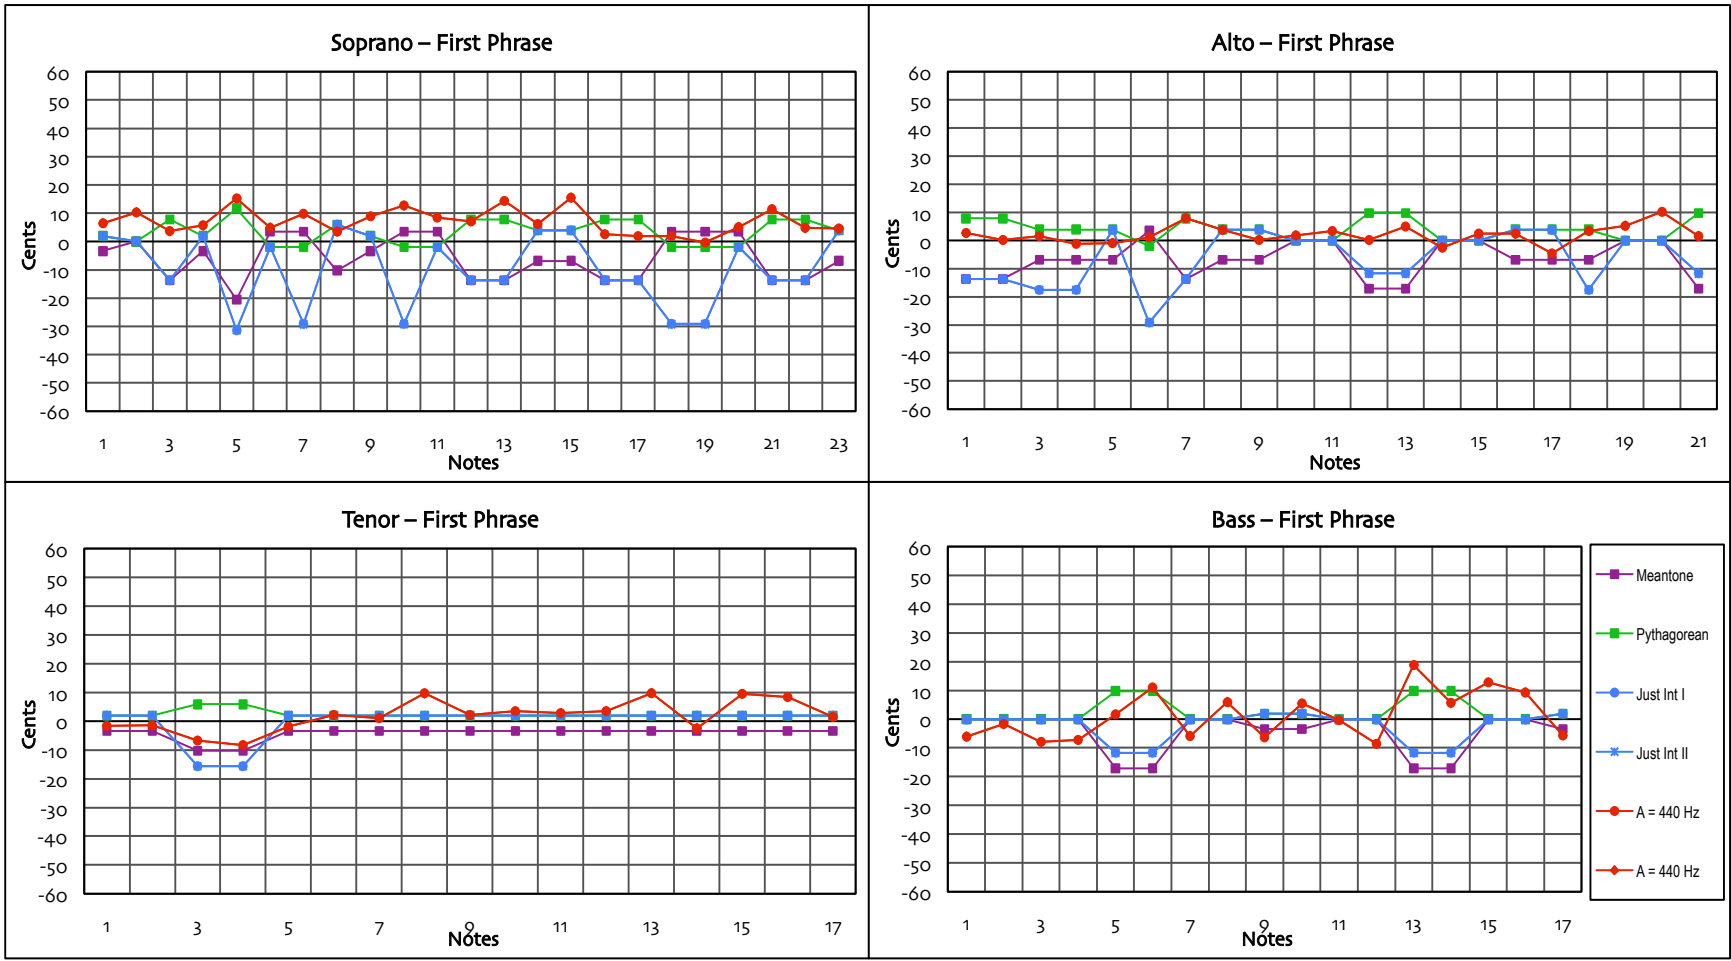 Soprano – First Phrase
60
50
40
30
20
10
0
-10
-20
-30
-40
-50
-60
Cents
1 3 5 7 9 11 13 15 17 19 21 23
Notes
Alto – First Phrase
60
50
40
30
20
10
0
-10
-20
-30
-40
-50
-60
Cents
1 3 5 7 9 11 13 15 17 19 21
Notes
Tenor – First Phrase
60
50
40
30
20
10
0
-10
-20
-30
-40
-50
-60
Cents
1 3 5 7 9 11 13 15 17
Notes
Bass – First Phrase
60
50
40
30
20
10
0
-10
-20
-30
-40
-50
-60
Cents
1 3 5 7 9 11 13 15 17
Notes
Meantone
Pythagorean
Just Int I
Just Int II
A = 440 Hz
A = 440 Hz